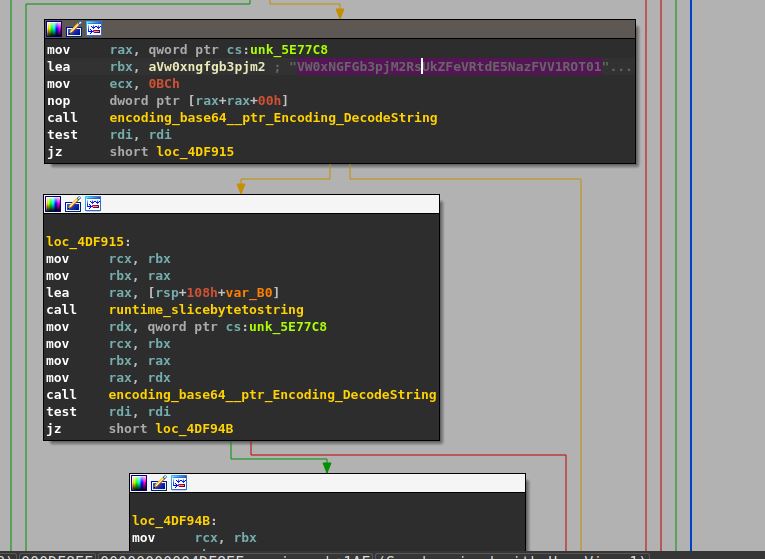 mov rax, qword ptr cs:unk_5E77C8
lea rbx, aVw0xngfgb3pjm2 ; "VW0xNGFGb3pjM2RsUkZFeVRtdE5NazFVV1ROT01"...
mov ecx, 0BCh
nop dword ptr [rax+rax+00h]
call encoding_base64__ptr_Encoding_DecodeString
test rdi, rdi
jz short loc_4DF915
loc_4DF915:
mov rcx, rbx
mov rbx, rax
lea rax, [rsp+108h+var_B0]
call runtime_slicebytetostring
mov rdx, qword ptr cs:unk_5E77C8
mov rcx, rbx
mov rbx, rax
mov rax, rdx
call encoding_base64__ptr_Encoding_DecodeString
test rdi, rdi
jz short loc_4DF94B
loc_4DF94B:
mov rcx, rbx